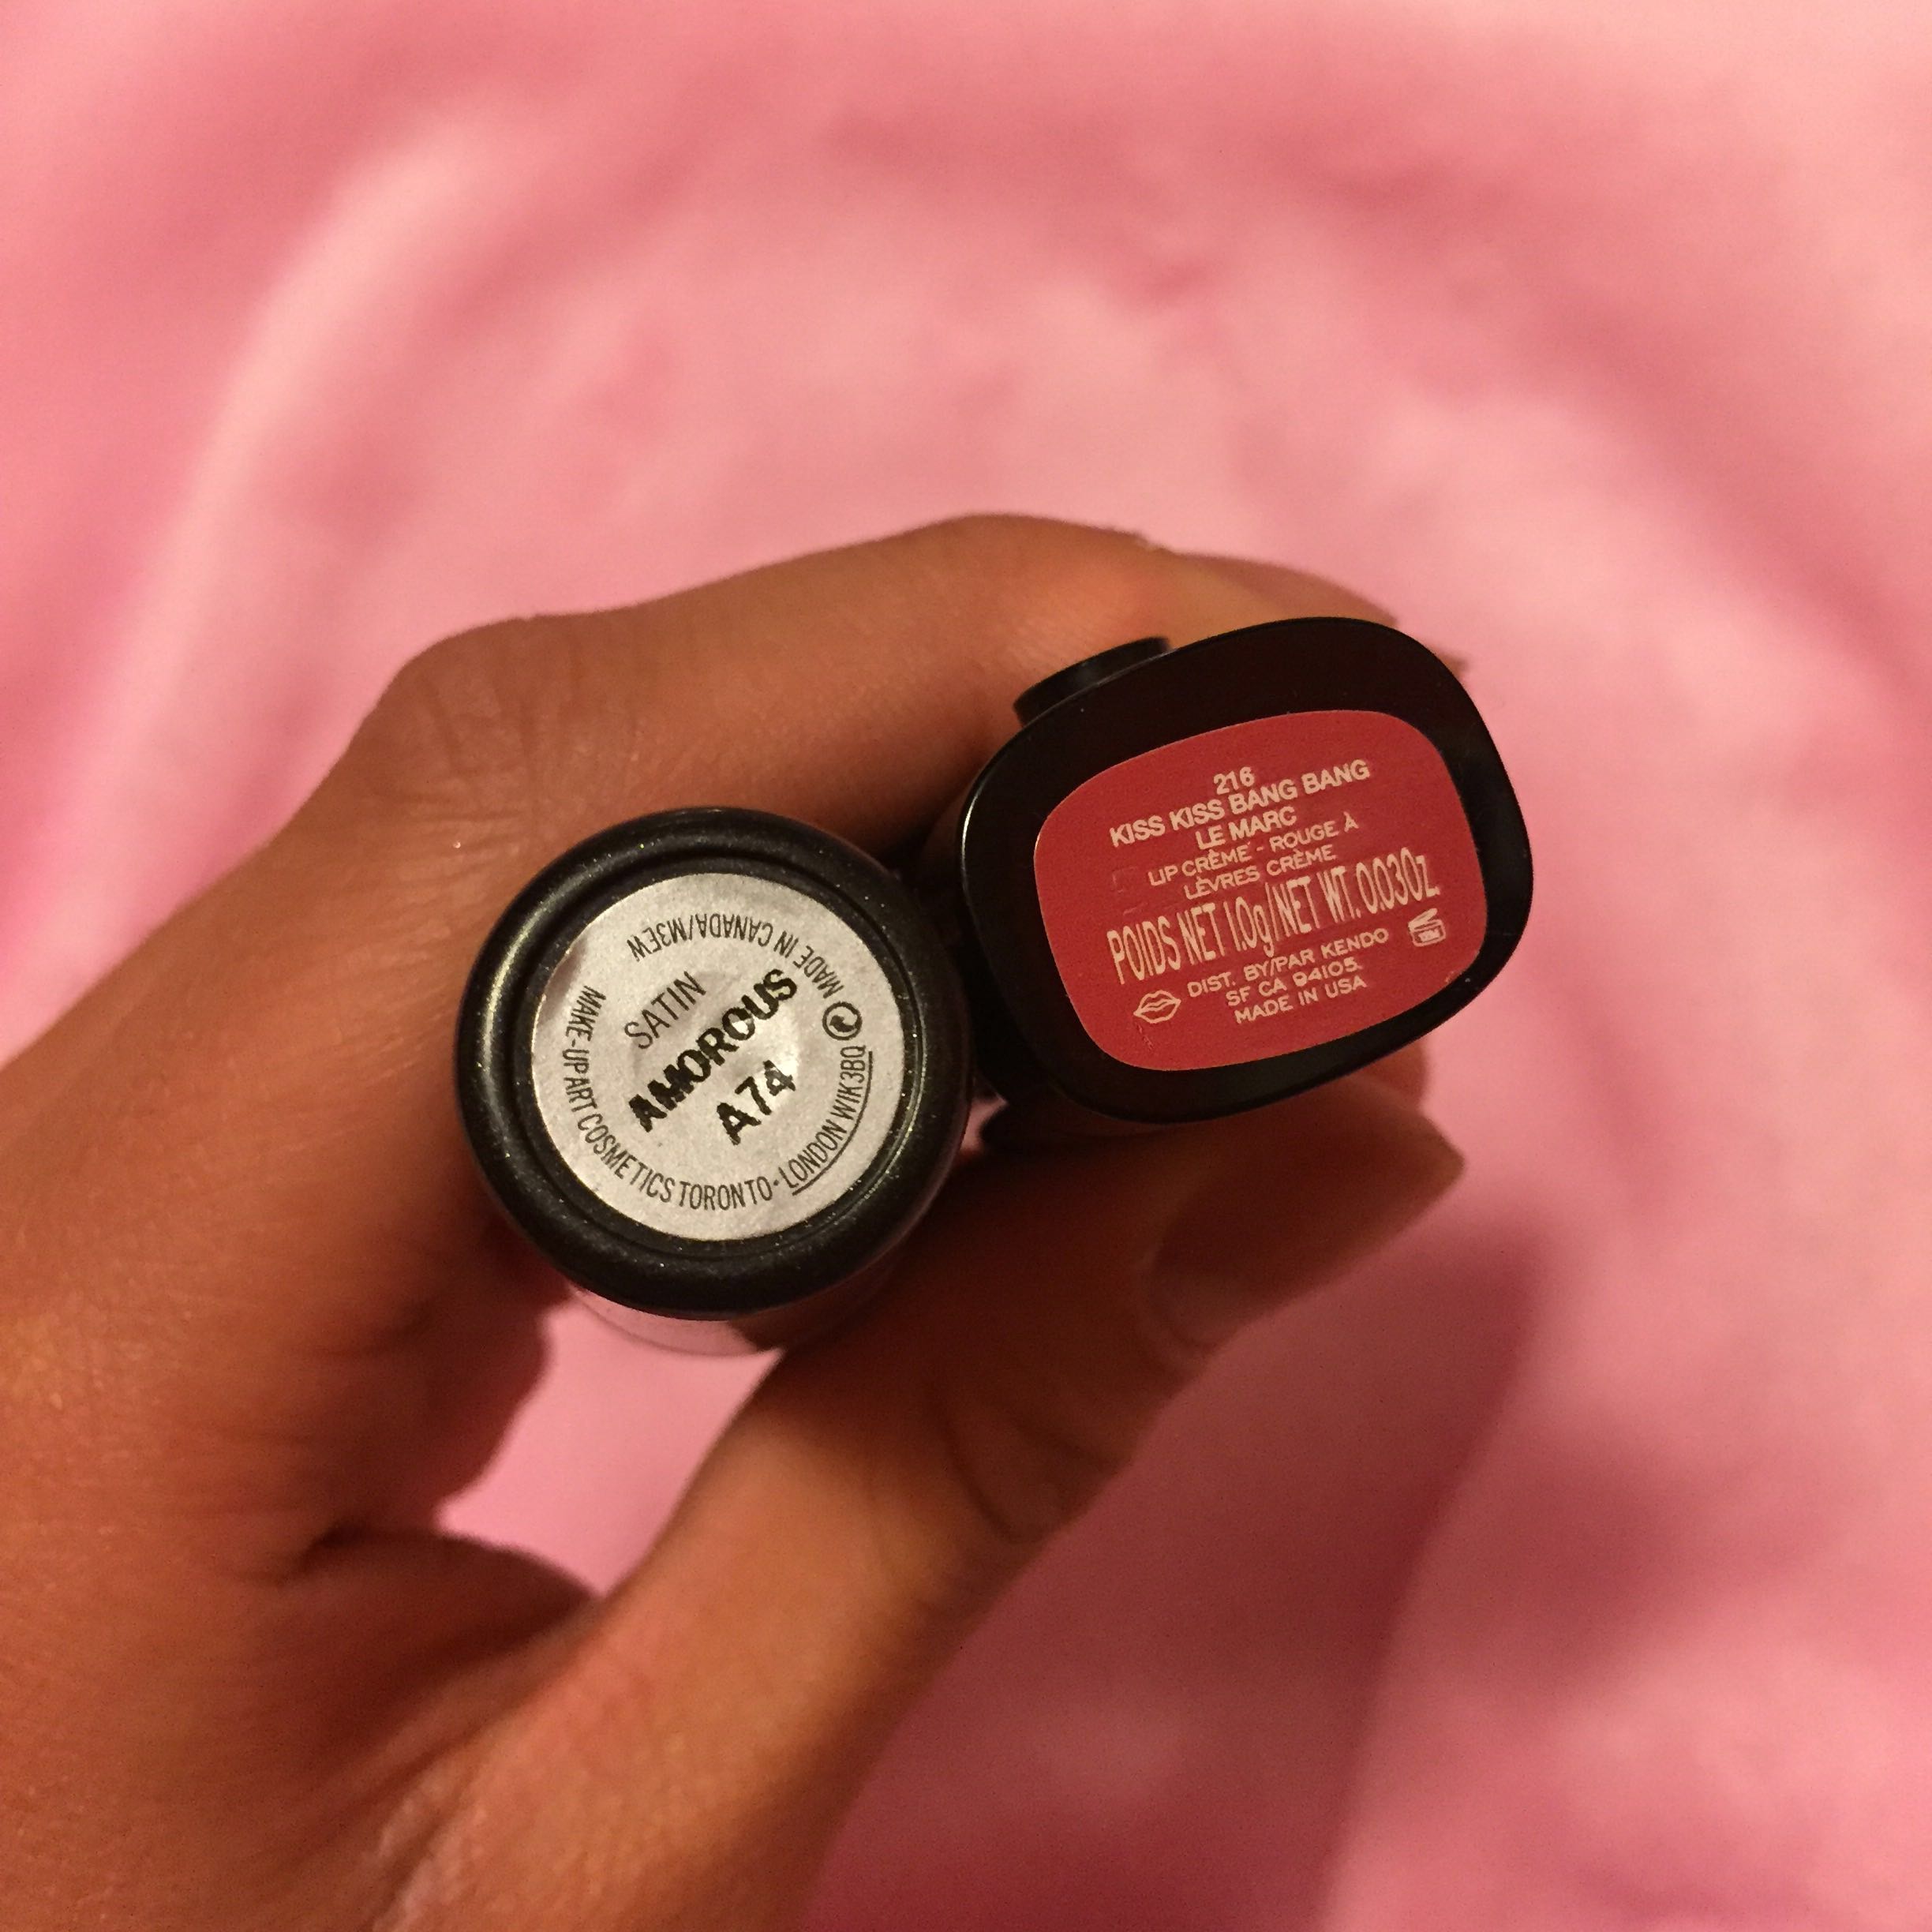 SATIN
AMOROUS
A74
MAKE-UP ART COSMETICS TORONTO-LONDON W1K3BQ MADE IN CANADA/M3EW
216
KISS KISS BANG BANG
LE MARC
LIP CRÈME - ROUGE À
LÈVRES CRÈME
POIDS NET 1.0g/NET WT. 0.03Oz.
DIST. BY/PAR KENDO
SF CA 94105.
MADE IN USA